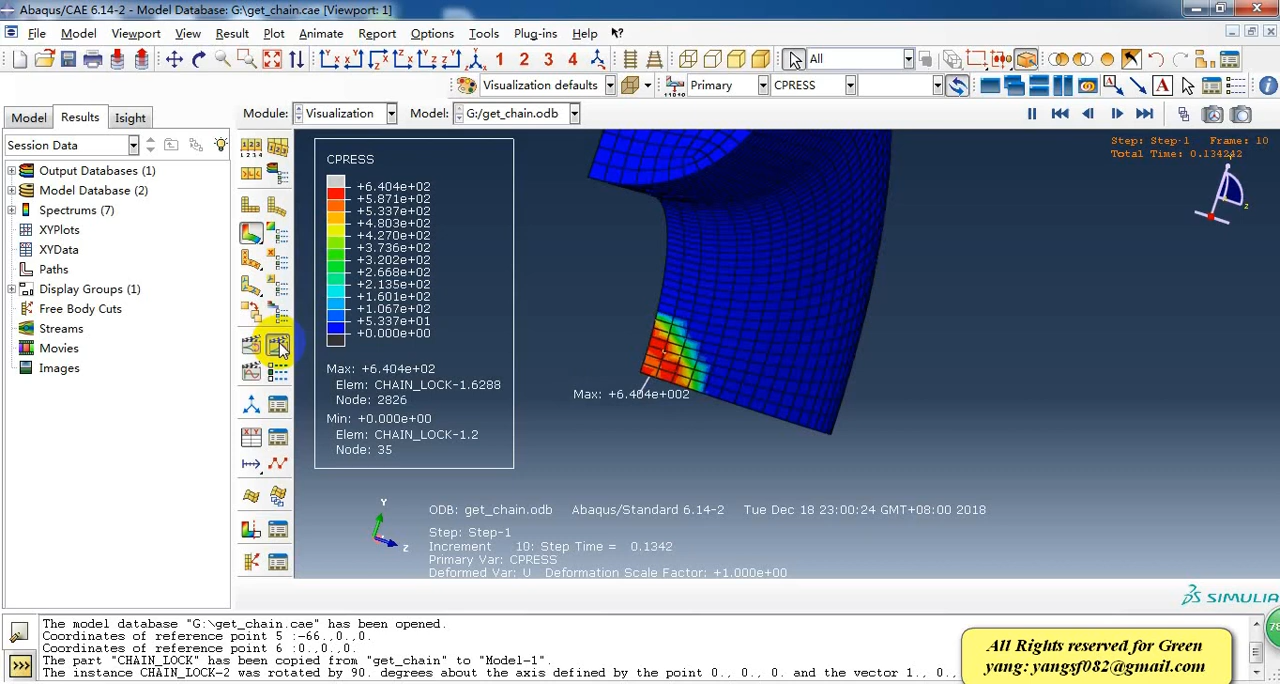 Abaqus/CAE 6.14-2 - Model Database: G:\get_chain.cae [Viewport: 1]
File Model Viewport View Result Plot Animate Report Options Tools Plug-ins Help
1 2 3 4 All
Visualization defaults Primary CPRESS
Model Results Isight Module: Visualization Model: G:/get_chain.odb
Session Data
Output Databases (1)
Model Database (2)
Spectrums (7)
XYPlots
XYData
Paths
Display Groups (1)
Free Body Cuts
Streams
Movies
Images
CPRESS
+6.404e+02
+5.871e+02
+5.337e+02
+4.803e+02
+4.270e+02
+3.736e+02
+3.202e+02
+2.668e+02
+2.135e+02
+1.601e+02
+1.067e+02
+5.337e+01
+0.000e+00
Max: +6.404e+02
Elem: CHAIN_LOCK-1.6288
Node: 2826
Min: +0.000e+00
Elem: CHAIN_LOCK-1.2
Node: 35
Step: Step-1 Frame: 10
Total Time: 0.134242
Max: +6.404e+002
Y
Z
ODB: get_chain.odb Abaqus/Standard 6.14-2 Tue Dec 18 23:00:24 GMT+08:00 2018
Step: Step-1
Increment 10: Step Time = 0.1342
Primary Var: CPRESS
Deformed Var: U Deformation Scale Factor: +1.000e+00
SIMULIA
The model database "G:\get_chain.cae" has been opened.
Coordinates of reference point 5 :-66.,0.,0.
Coordinates of reference point 6 :0.,0.,0.
The part "CHAIN_LOCK" has been copied from "get_chain" to "Model-1".
The instance CHAIN_LOCK-2 was rotated by 90. degrees about the axis defined by the point 0., 0., 0. and the vector 1., 0.,
All Rights reserved for Green
yang: yangsf082@gmail.com